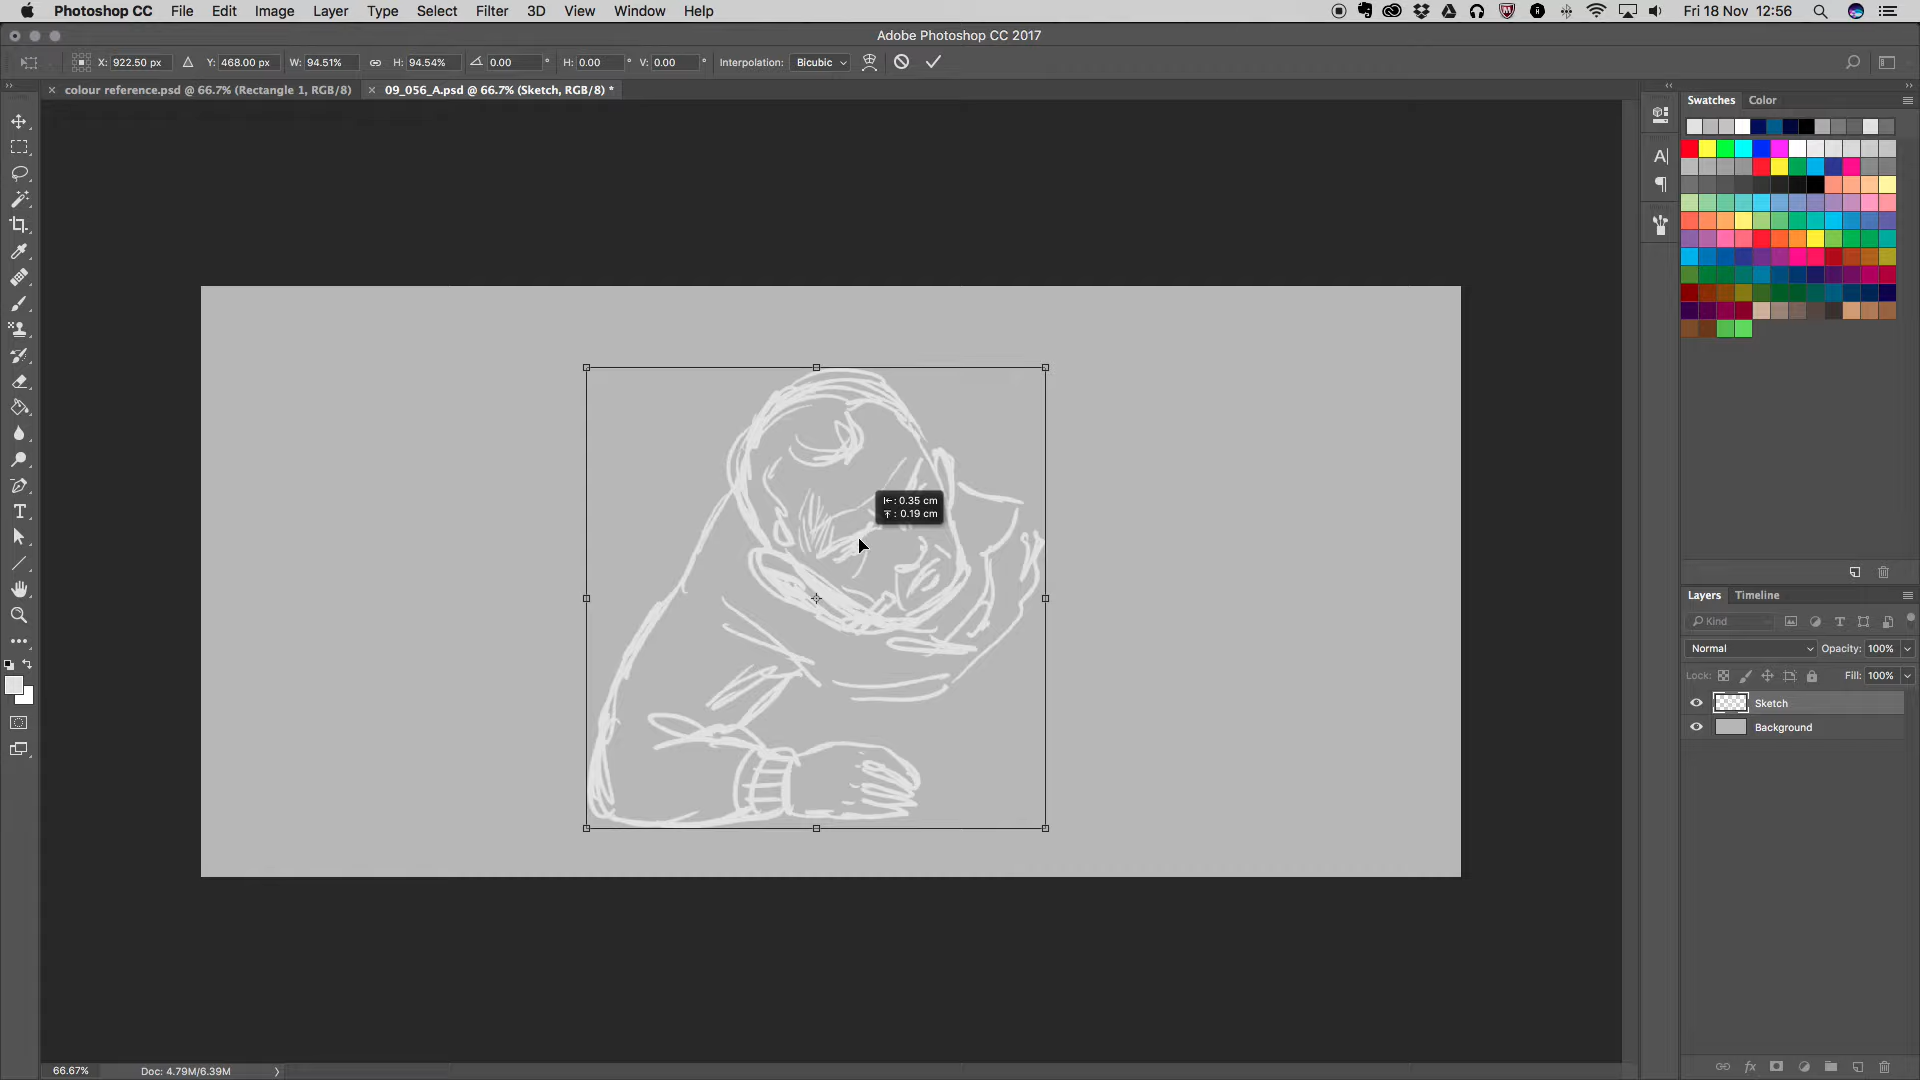 Photoshop CC File Edit Image Layer Type Select Filter 3D View Window Help Fri 18 Nov 12:56
Adobe Photoshop CC 2017
X: 922.50 px Y: 468.00 px W: 94.51% H: 94.54% 0.00 ° H: 0.00 ° V: 0.00 ° Interpolation: Bicubic
colour reference.psd @ 66.7% (Rectangle 1, RGB/8) 09_056_A.psd @ 66.7% (Sketch, RGB/8) *
Swatches Color
: 0.35 cm
: 0.19 cm
Layers Timeline
Kind
Normal Opacity: 100%
Lock: Fill: 100%
Sketch
Background
66.67% Doc: 4.79M/6.39M